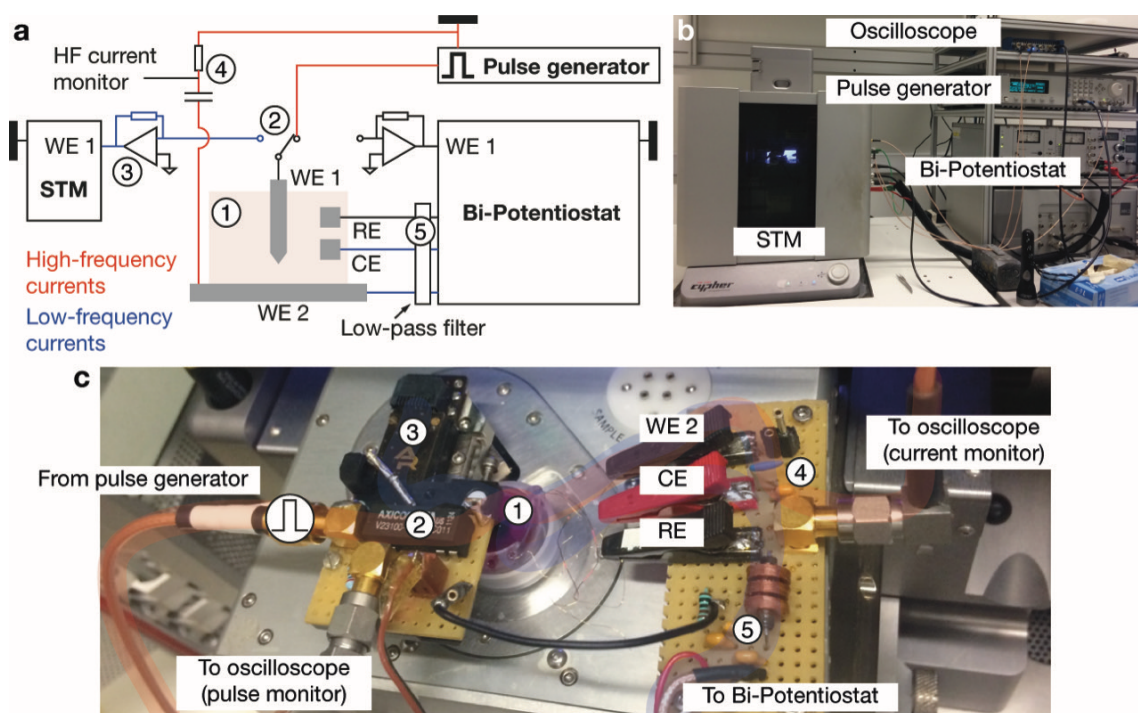 a
HF current
monitor
④
Pulse generator
②
WE 1
③
STM
WE 1
WE 1
①
RE
⑤
CE
Bi-Potentiostat
High-frequency
currents
WE 2
Low-frequency
currents
Low-pass filter
b
Oscilloscope
Pulse generator
Bi-Potentiostat
STM
cypher
c
③
SAMPLE
WE 2
To oscilloscope
(current monitor)
④
CE
From pulse generator
①
AXICO
②
V23100
RE
⑤
To oscilloscope
(pulse monitor)
To Bi-Potentiostat